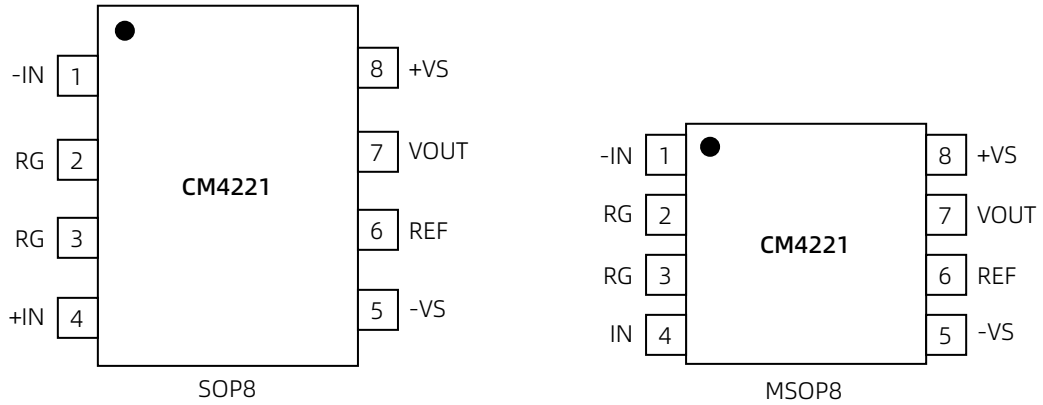 -IN 1 8 +VS
RG 2 7 VOUT
CM4221
RG 3 6 REF
+IN 4 5 -VS
SOP8
-IN 1 8 +VS
RG 2 7 VOUT
CM4221
RG 3 6 REF
IN 4 5 -VS
MSOP8